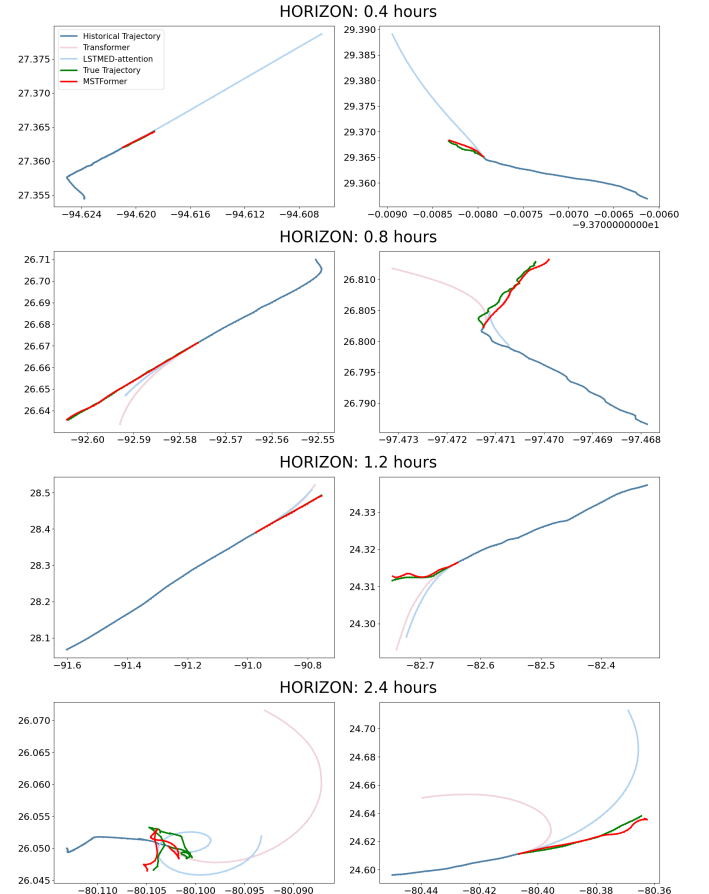 HORIZON: 0.4 hours
Historical Trajectory
Transformer
LSTMED-attention
True Trajectory
MSTFormer
27.375
27.370
27.365
27.360
27.355
−94.624 −94.620 −94.616 −94.612 −94.608
29.390
29.385
29.380
29.375
29.370
29.365
29.360
−0.0090 −0.0085 −0.0080 −0.0075 −0.0070 −0.0065 −0.0060
−9.3700000000e1
HORIZON: 0.8 hours
26.71
26.70
26.69
26.68
26.67
26.65
26.64
−92.60 −92.59 −92.58 −92.57 −92.56 −92.55
26.810
26.805
26.800
26.795
26.790
−97.473 −97.472 −97.471 −97.470 −97.469 −97.468
HORIZON: 1.2 hours
28.5
28.4
28.3
28.2
28.1
−91.6 −91.4 −91.2 −91.0 −90.8
24.33
24.32
24.31
24.30
−82.7 −82.6 −82.5 −82.4
HORIZON: 2.4 hours
26.070
26.065
26.060
26.055
26.050
26.045
−80.110 −80.105 −80.100 −80.095 −80.090
24.70
24.68
24.66
24.64
24.62
24.60
−80.44 −80.42 −80.40 −80.38 −80.36